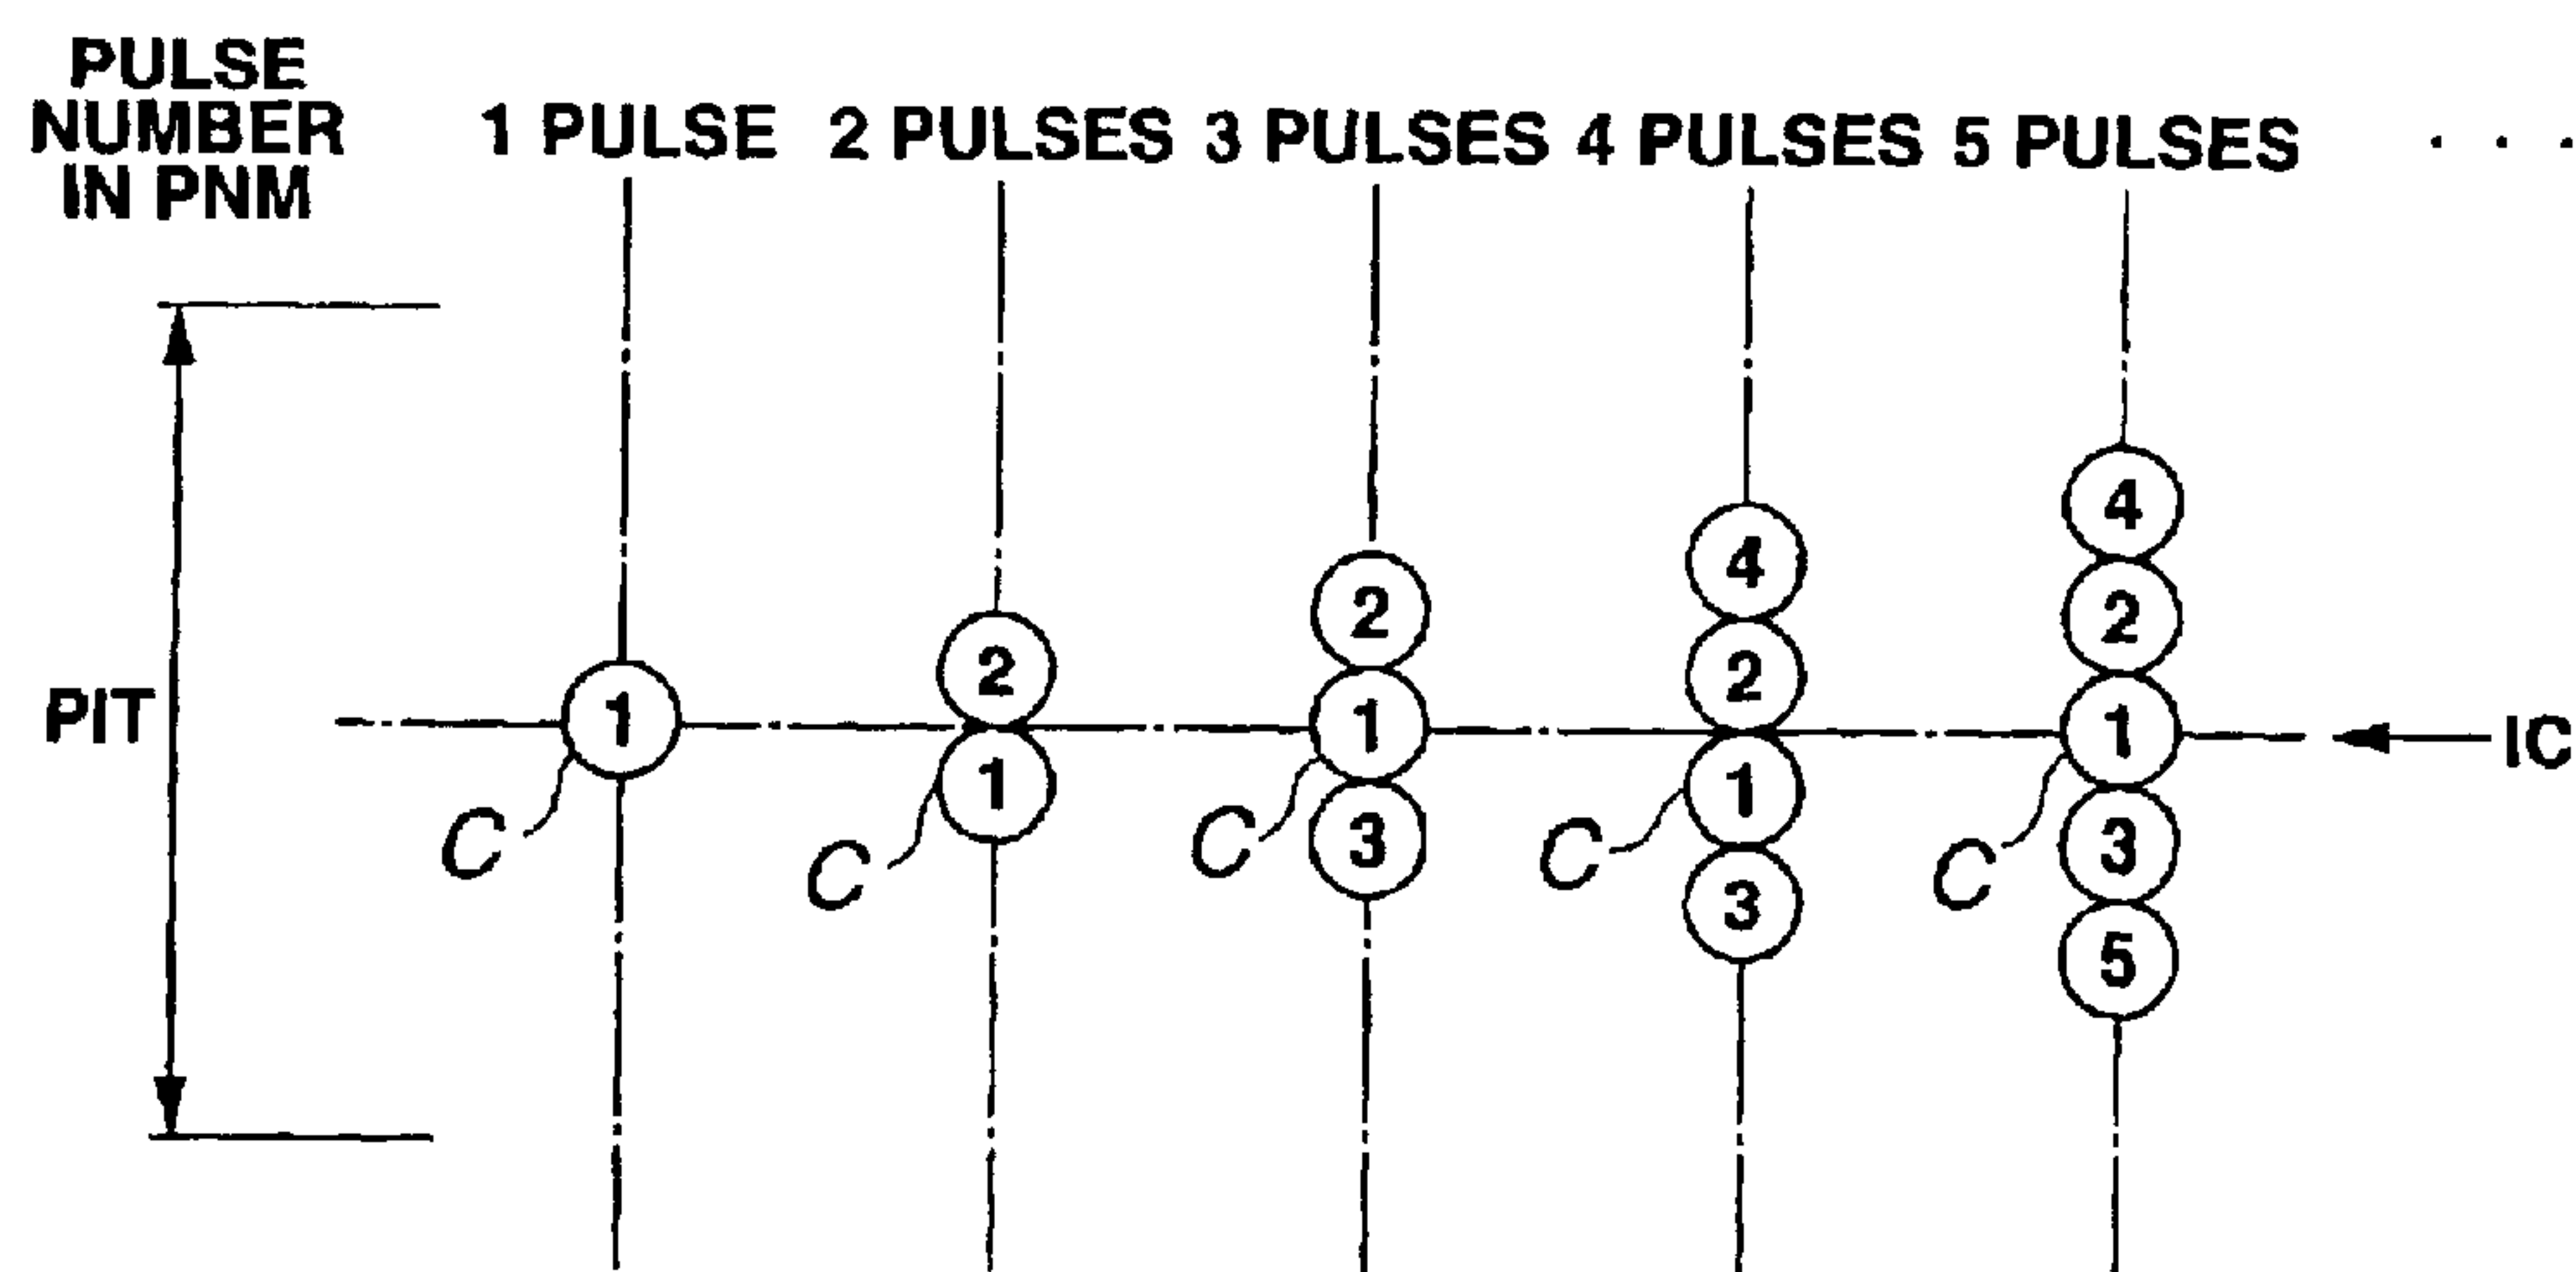 PULSE
NUMBER
IN PNM
1 PULSE 2 PULSES 3 PULSES 4 PULSES 5 PULSES . . .
4
4
2
2
2
2
1
1
1
PIT
IC
1
1
3
3
3
5
C
C
C
C
C